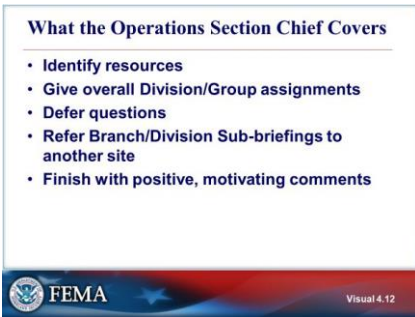 What the Operations Section Chief Covers
• Identify resources
• Give overall Division/Group assignments
• Defer questions
• Refer Branch/Division Sub-briefings to
another site
• Finish with positive, motivating comments
FEMA
Visual 4.12